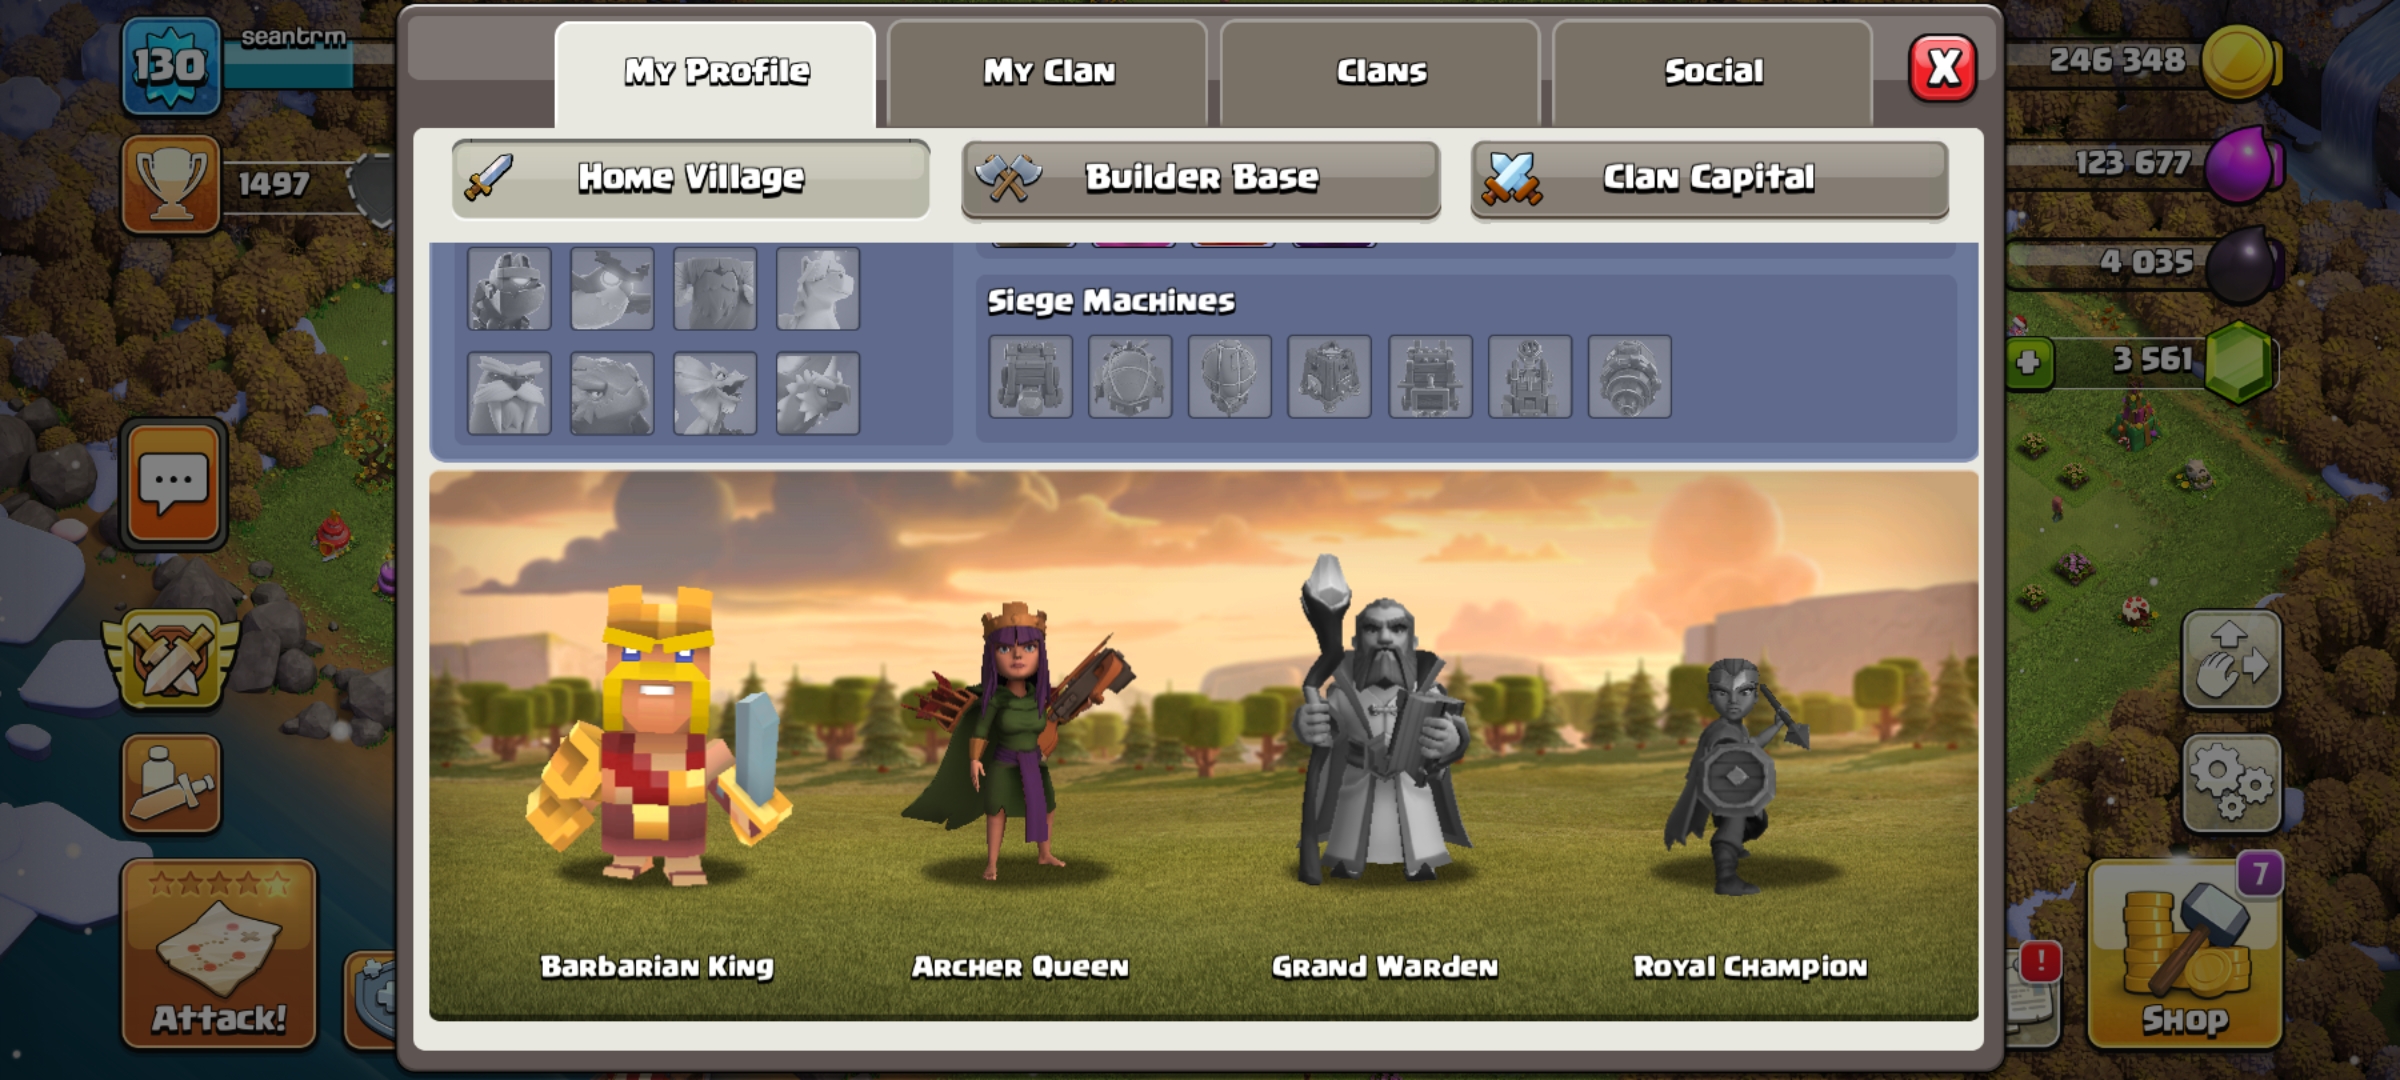 130
seantrm
My Profile
My Clan
Clans
Social
X
246 348
1497
Home Village
Builder Base
Clan Capital
123 677
4 035
Siege Machines
3 561
Barbarian King
Archer Queen
Grand Warden
Royal Champion
7
!
Attack!
Shop